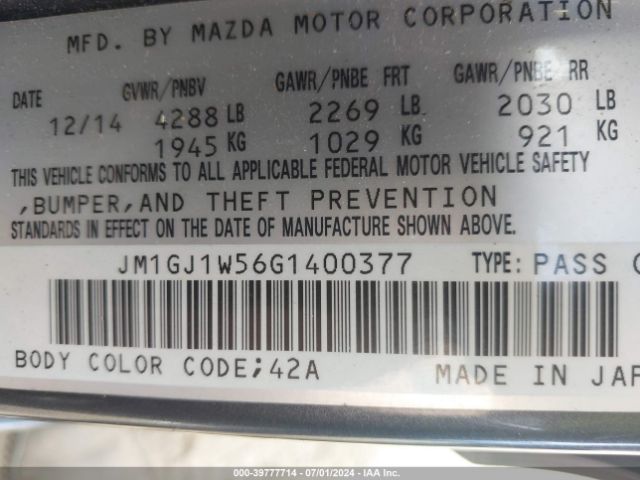 MFD. BY MAZDA MOTOR CORPORATION
DATE GVWR/PNBV GAWR/PNBE FRT GAWR/PNBE RR
12/14 4288 LB 2269 LB 2030 LB
1945 KG 1029 KG 921 KG
THIS VEHICLE CONFORMS TO ALL APPLICABLE FEDERAL MOTOR VEHICLE SAFETY
,BUMPER,AND THEFT PREVENTION
STANDARDS IN EFFECT ON THE DATE OF MANUFACTURE SHOWN ABOVE.
JM1GJ1W56G1400377 TYPE: PASS C
BODY COLOR CODE;42A MADE IN JAP
000-39777714 - 07/01/2024 - IAA Inc.